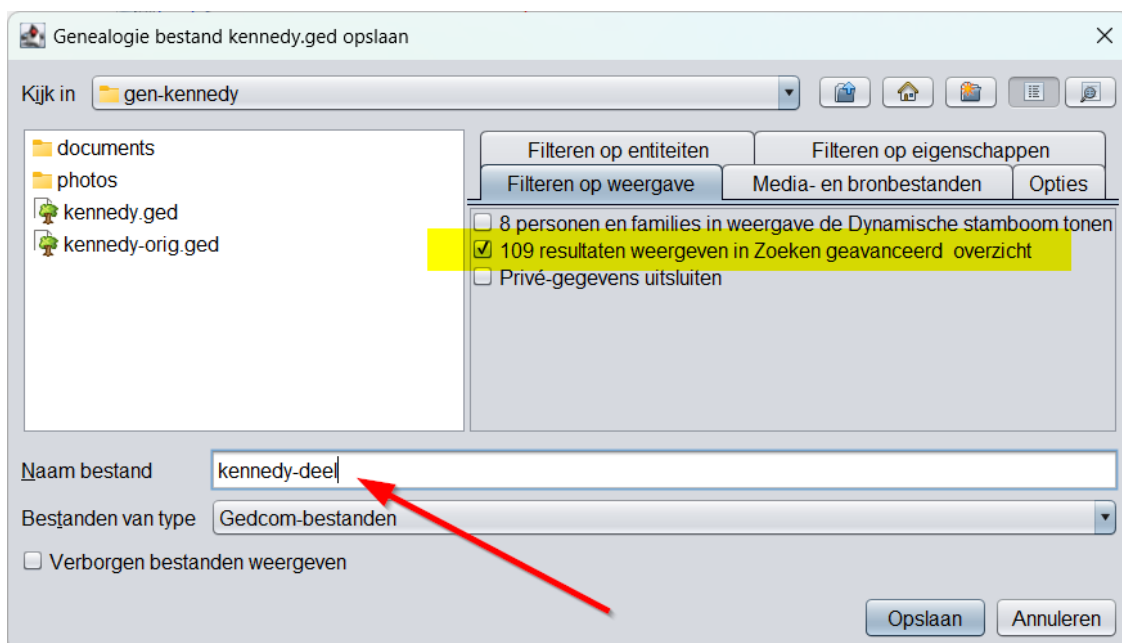 Genealogie bestand kennedy.ged opslaan
Kijk in gen-kennedy
documents
photos
kennedy.ged
kennedy-orig.ged
Filteren op entiteiten Filteren op eigenschappen
Filteren op weergave Media- en bronbestanden Opties
8 personen en families in weergave de Dynamische stamboom tonen
109 resultaten weergeven in Zoeken geavanceerd overzicht
Privé-gegevens uitsluiten
Naam bestand kennedy-deel
Bestanden van type Gedcom-bestanden
Verborgen bestanden weergeven
Opslaan Annuleren